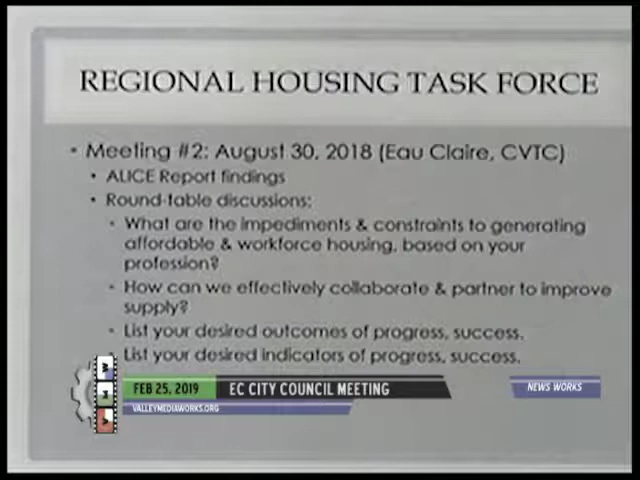 REGIONAL HOUSING TASK FORCE
• Meeting #2: August 30, 2018 (Eau Claire, CVTC)
• ALICE Report findings
• Round-table discussions:
• What are the impediments & constraints to generating
affordable & workforce housing, based on your
profession?
• How can we effectively collaborate & partner to improve
supply?
• List your desired outcomes of progress, success.
• List your desired indicators of progress, success.
FEB 25, 2019 EC CITY COUNCIL MEETING NEWS WORKS
VALLEYMEDIAWORKS.ORG